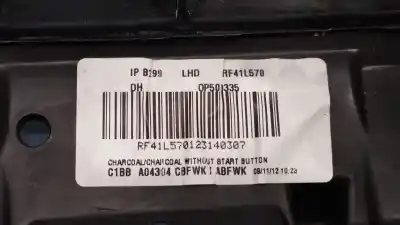 IP B299 LHD RF41L570
DH OP501335
RF41L570123140307
CHARCOAL/CHARCOAL WITHOUT START BUTTON
C1BB A04304 CBFWK1ABFWK 09/11/12 10:23